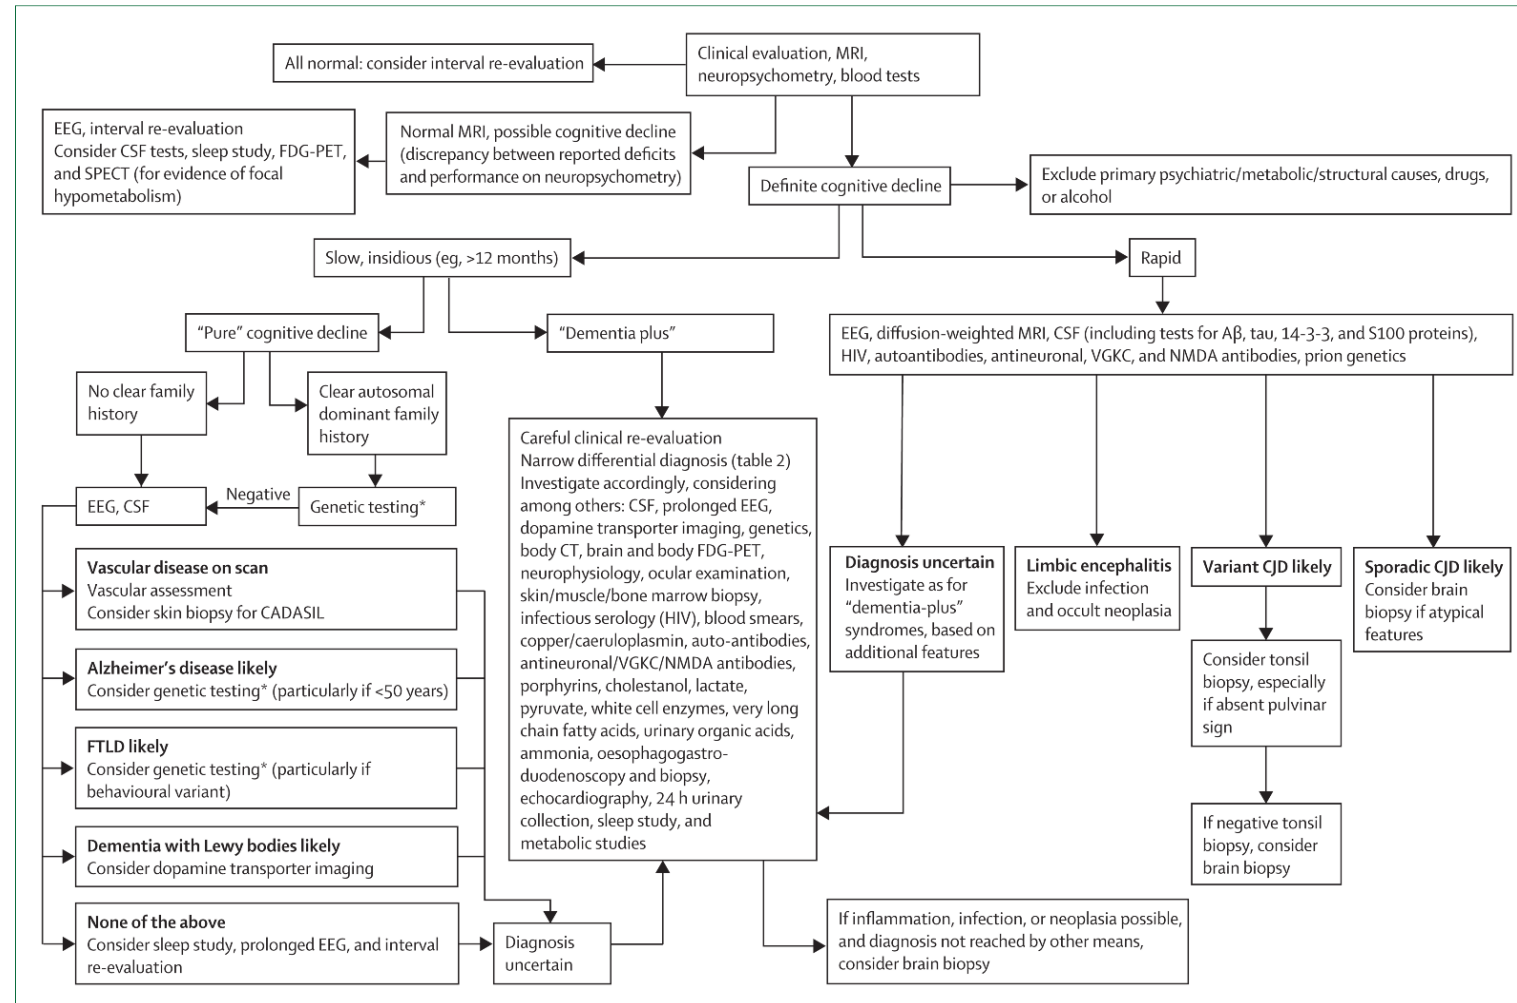 Clinical evaluation, MRI,
neuropsychometry, blood tests
All normal: consider interval re-evaluation
EEG, interval re-evaluation
Consider CSF tests, sleep study, FDG-PET,
and SPECT (for evidence of focal
hypometabolism)
Normal MRI, possible cognitive decline
(discrepancy between reported deficits
and performance on neuropsychometry)
Definite cognitive decline
Exclude primary psychiatric/metabolic/structural causes, drugs,
or alcohol
Slow, insidious (eg, >12 months)
Rapid
“Pure” cognitive decline
“Dementia plus”
EEG, diffusion-weighted MRI, CSF (including tests for Aβ, tau, 14-3-3, and S100 proteins),
HIV, autoantibodies, antineuronal, VGKC, and NMDA antibodies, prion genetics
No clear family
history
Clear autosomal
dominant family
history
EEG, CSF
Negative
Genetic testing*
Vascular disease on scan
Vascular assessment
Consider skin biopsy for CADASIL
Alzheimer’s disease likely
Consider genetic testing* (particularly if <50 years)
FTLD likely
Consider genetic testing* (particularly if
behavioural variant)
Dementia with Lewy bodies likely
Consider dopamine transporter imaging
None of the above
Consider sleep study, prolonged EEG, and interval
re-evaluation
Diagnosis
uncertain
Careful clinical re-evaluation
Narrow differential diagnosis (table 2)
Investigate accordingly, considering
among others: CSF, prolonged EEG,
dopamine transporter imaging, genetics,
body CT, brain and body FDG-PET,
neurophysiology, ocular examination,
skin/muscle/bone marrow biopsy,
infectious serology (HIV), blood smears,
copper/caeruloplasmin, auto-antibodies,
antineuronal/VGKC/NMDA antibodies,
porphyrins, cholestanol, lactate,
pyruvate, white cell enzymes, very long
chain fatty acids, urinary organic acids,
ammonia, oesophagogastro-
duodenoscopy and biopsy,
echocardiography, 24 h urinary
collection, sleep study, and
metabolic studies
Diagnosis uncertain
Investigate as for
“dementia-plus”
syndromes, based on
additional features
Limbic encephalitis
Exclude infection
and occult neoplasia
Variant CJD likely
Sporadic CJD likely
Consider brain
biopsy if atypical
features
Consider tonsil
biopsy, especially
if absent pulvinar
sign
If negative tonsil
biopsy, consider
brain biopsy
If inflammation, infection, or neoplasia possible,
and diagnosis not reached by other means,
consider brain biopsy